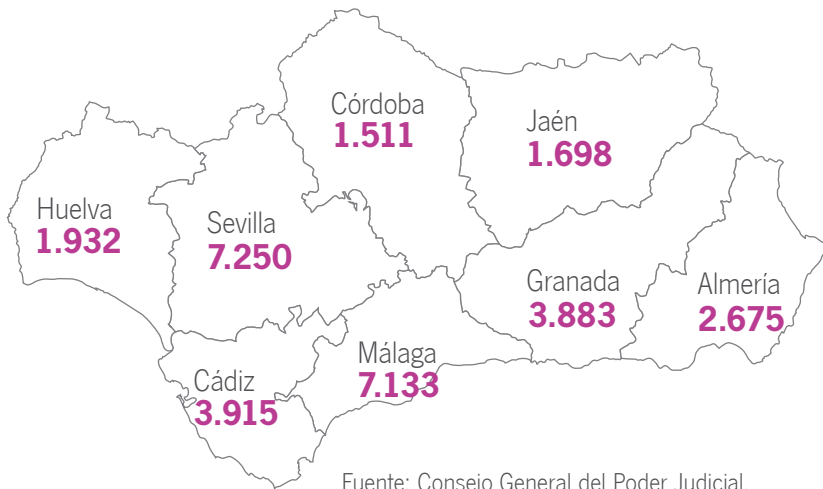 Córdoba
1.511
Jaén
1.698
Huelva
1.932
Sevilla
7.250
Granada
3.883
Almería
2.675
Málaga
7.133
Cádiz
3.915
Fuente: Consejo General del Poder Judicial.